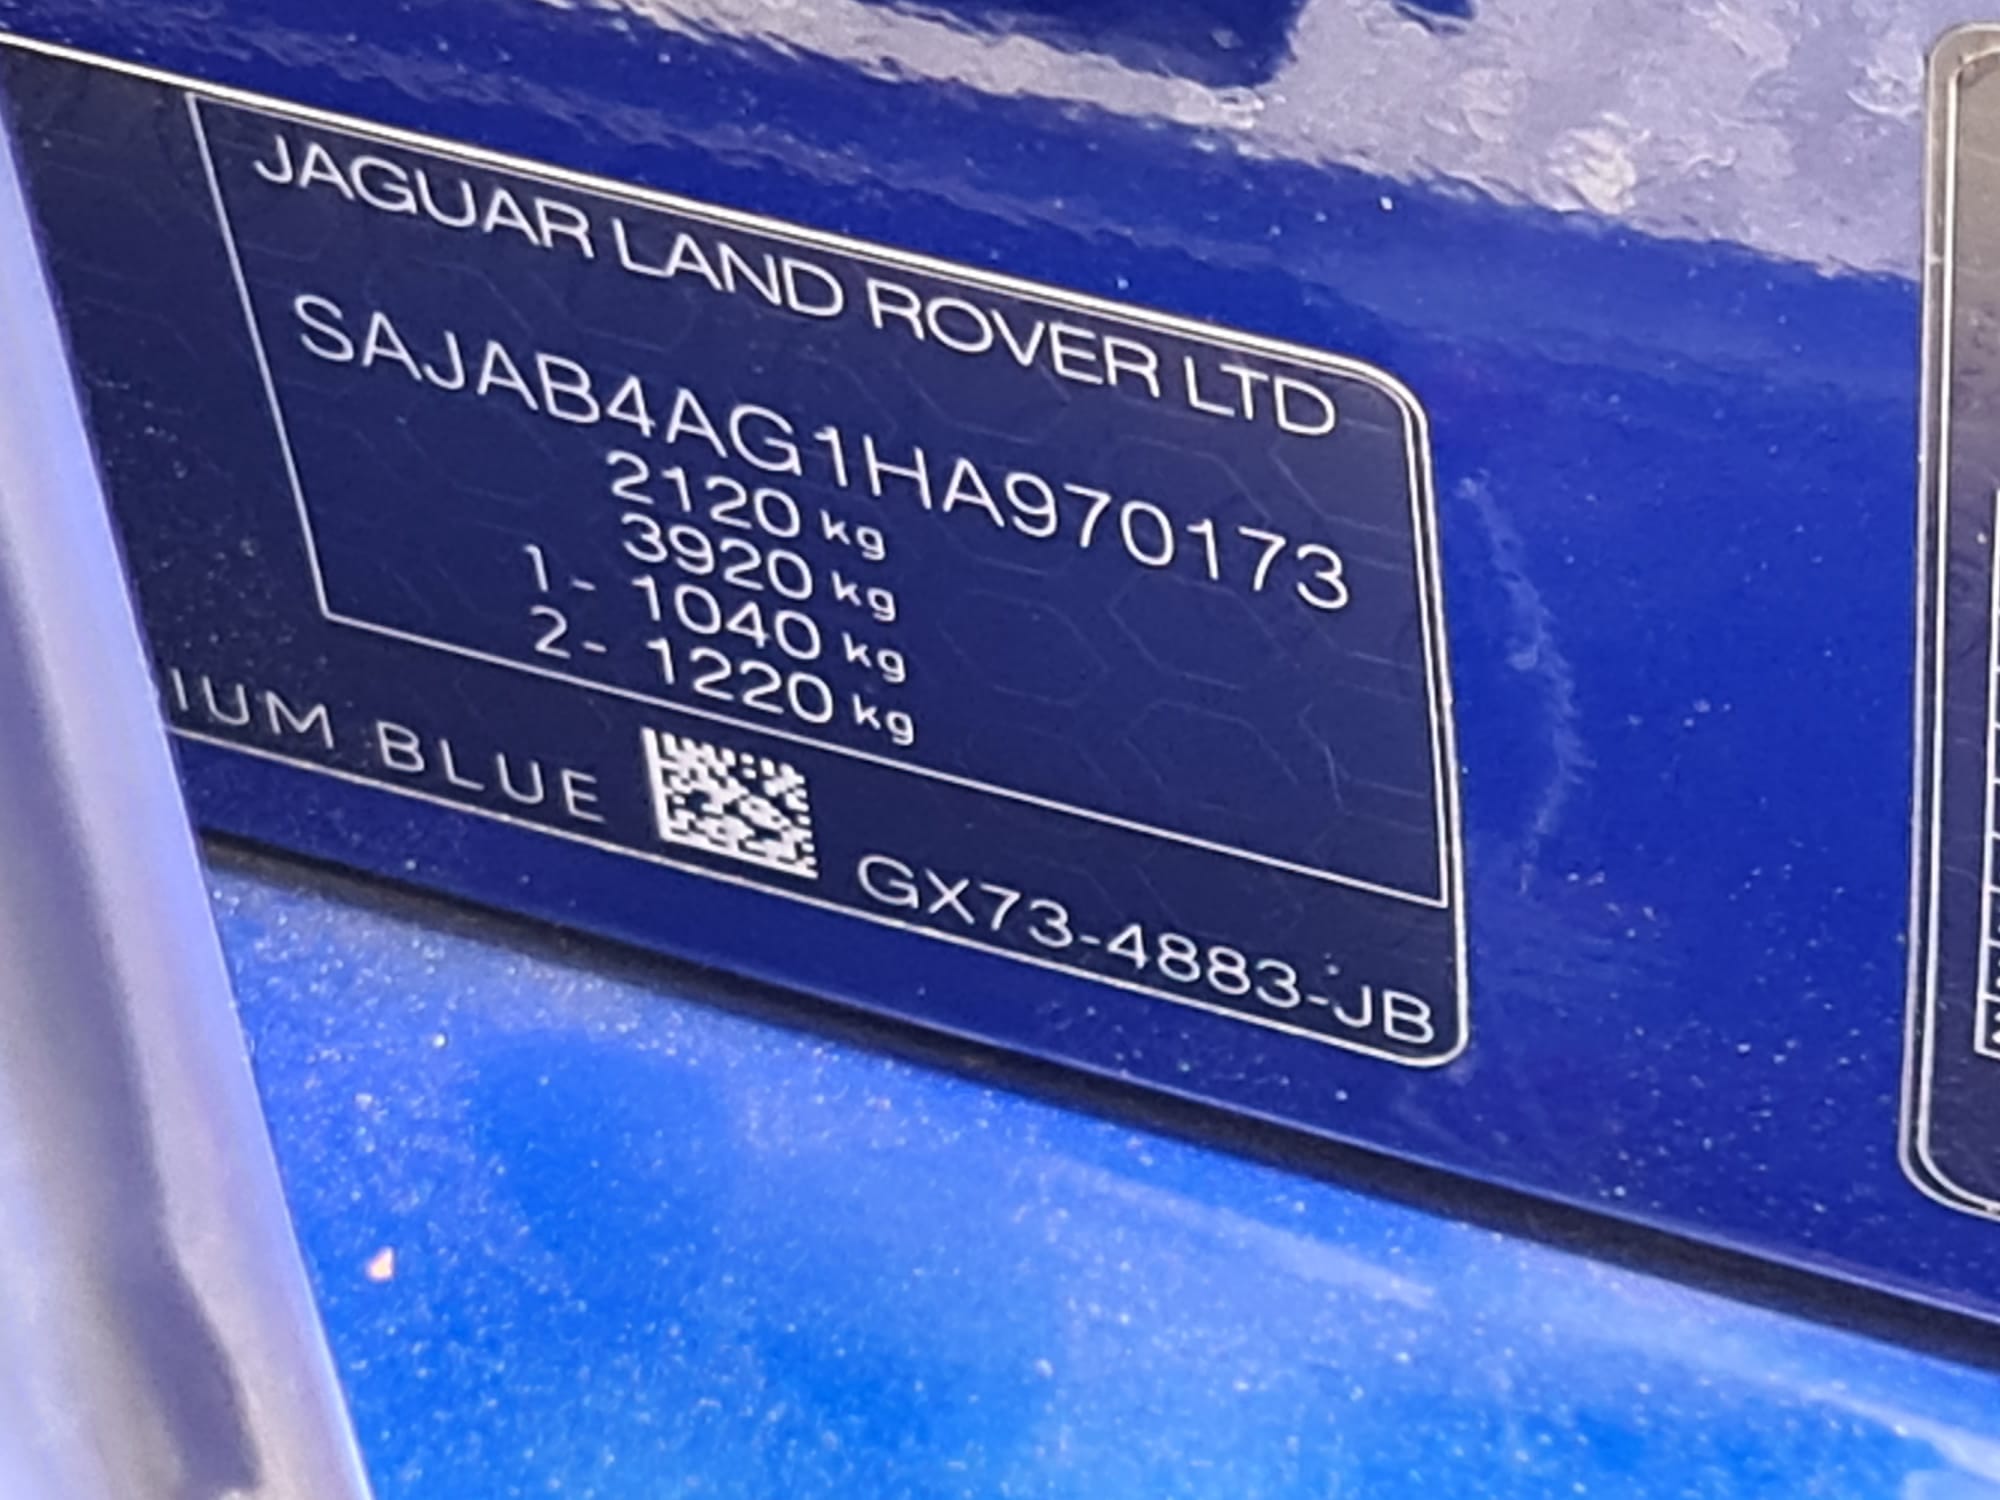 JAGUAR LAND ROVER LTD
SAJAB4AG1HA970173
2120 kg
3920 kg
1 - 1040 kg
2 - 1220 kg
BLUE
GX73-4883-JB